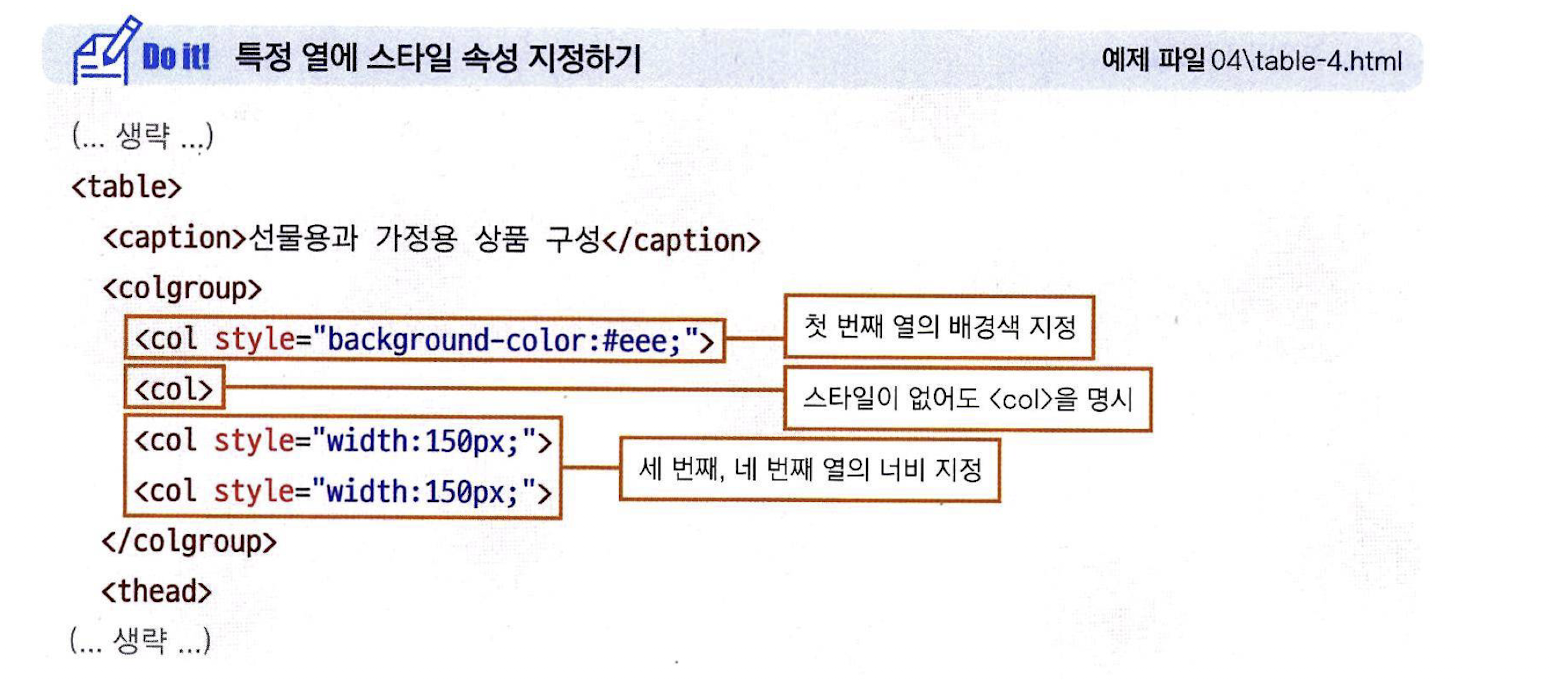 Do it! 특정 열에 스타일 속성 지정하기 예제 파일 04\table-4.html
(... 생략 ...)
<table>
<caption>선물용과 가정용 상품 구성</caption>
<colgroup>
<col style="background-color:#eee;"> 첫 번째 열의 배경색 지정
<col> 스타일이 없어도 <col>을 명시
<col style="width:150px;">
<col style="width:150px;"> 세 번째, 네 번째 열의 너비 지정
</colgroup>
<thead>
(... 생략 ...)